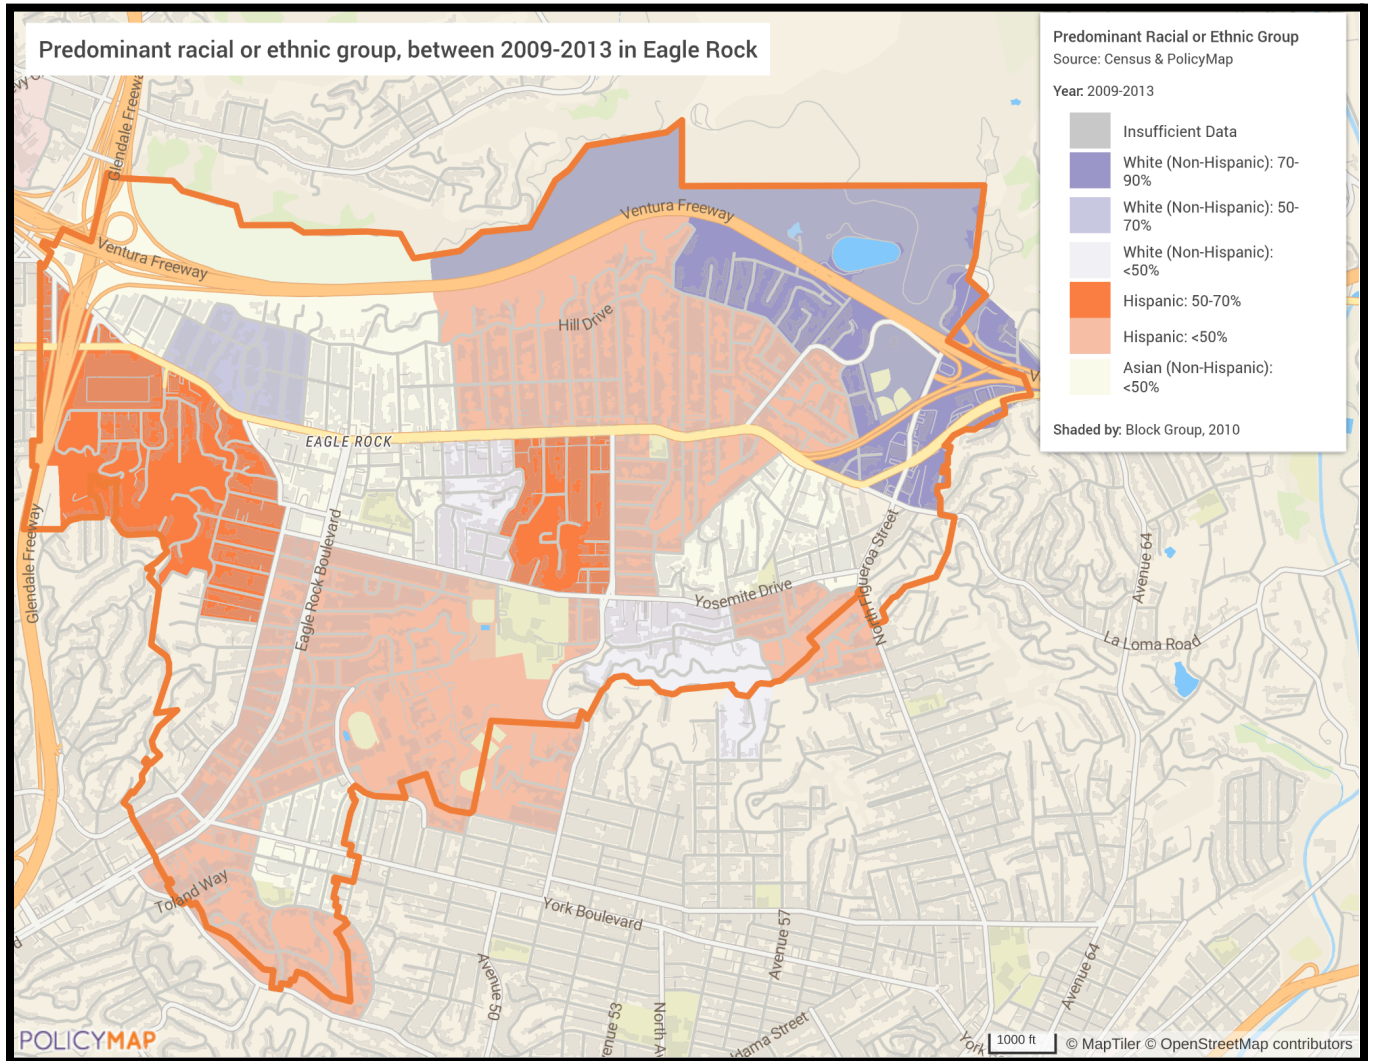 Predominant racial or ethnic group, between 2009-2013 in Eagle Rock
Predominant Racial or Ethnic Group
Source: Census & PolicyMap
Year: 2009-2013
Insufficient Data
White (Non-Hispanic): 70-
90%
White (Non-Hispanic): 50-
70%
White (Non-Hispanic):
<50%
Hispanic: 50-70%
Hispanic: <50%
Asian (Non-Hispanic):
<50%
Shaded by: Block Group, 2010
Glendale Freeway
Ventura Freeway
Ventura Freeway
Hill Drive
EAGLE ROCK
Glendale Freeway
Eagle Rock Boulevard
Yosemite Drive
North Figueroa Street
Avenue 64
La Loma Road
Toland Way
York Boulevard
Avenue 57
Avenue 50
Avenue 64
POLICYMAP
1000 ft
© MapTiler © OpenStreetMap contributors